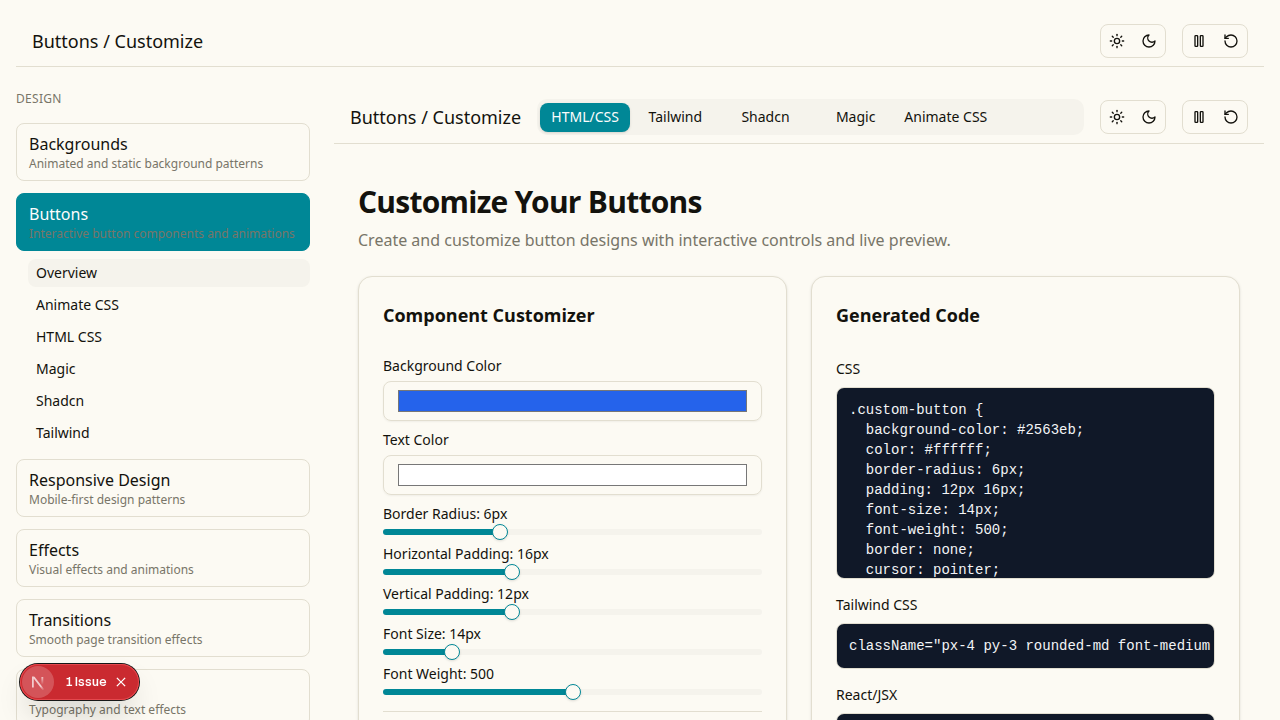 Buttons / Customize
DESIGN
Backgrounds
Animated and static background patterns
Buttons
Interactive button components and animations
Overview
Animate CSS
HTML CSS
Magic
Shadcn
Tailwind
Responsive Design
Mobile-first design patterns
Effects
Visual effects and animations
Transitions
Smooth page transition effects
1 Issue
Typography and text effects
Buttons / Customize
HTML/CSS
Tailwind
Shadcn
Magic
Animate CSS
Customize Your Buttons
Create and customize button designs with interactive controls and live preview.
Component Customizer
Background Color
Text Color
Border Radius: 6px
Horizontal Padding: 16px
Vertical Padding: 12px
Font Size: 14px
Font Weight: 500
Generated Code
CSS
.custom-button {
background-color: #2563eb;
color: #ffffff;
border-radius: 6px;
padding: 12px 16px;
font-size: 14px;
font-weight: 500;
border: none;
cursor: pointer;
Tailwind CSS
className="px-4 py-3 rounded-md font-medium
React/JSX